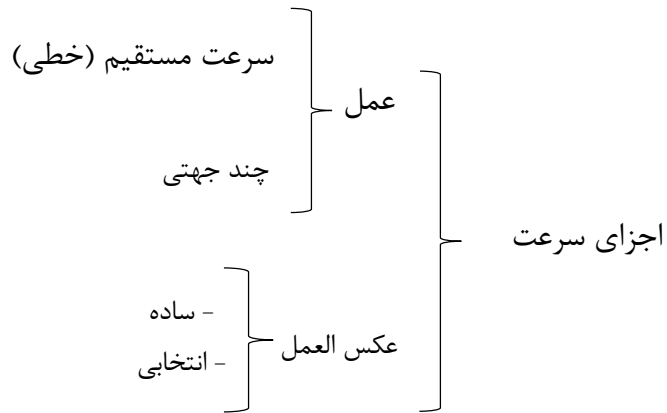 اجزای سرعت
عمل
سرعت مستقیم (خطی)
چند جهتی
عکس العمل
- ساده
- انتخابی